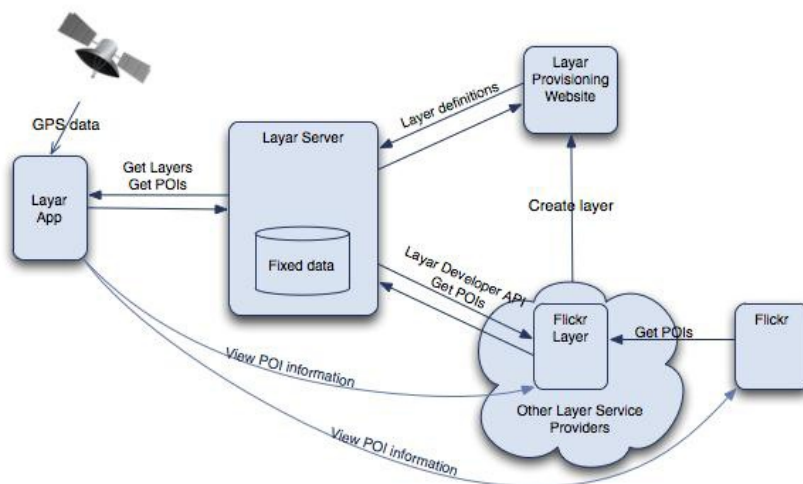 GPS data
Layar
App
Get Layers
Get POIs
Layar Server
Fixed data
Layer definitions
Layar
Provisioning
Website
Create layer
Layar Developer API
Get POIs
Flickr
Layer
Get POIs
Flickr
Other Layer Service
Providers
View POI information
View POI information